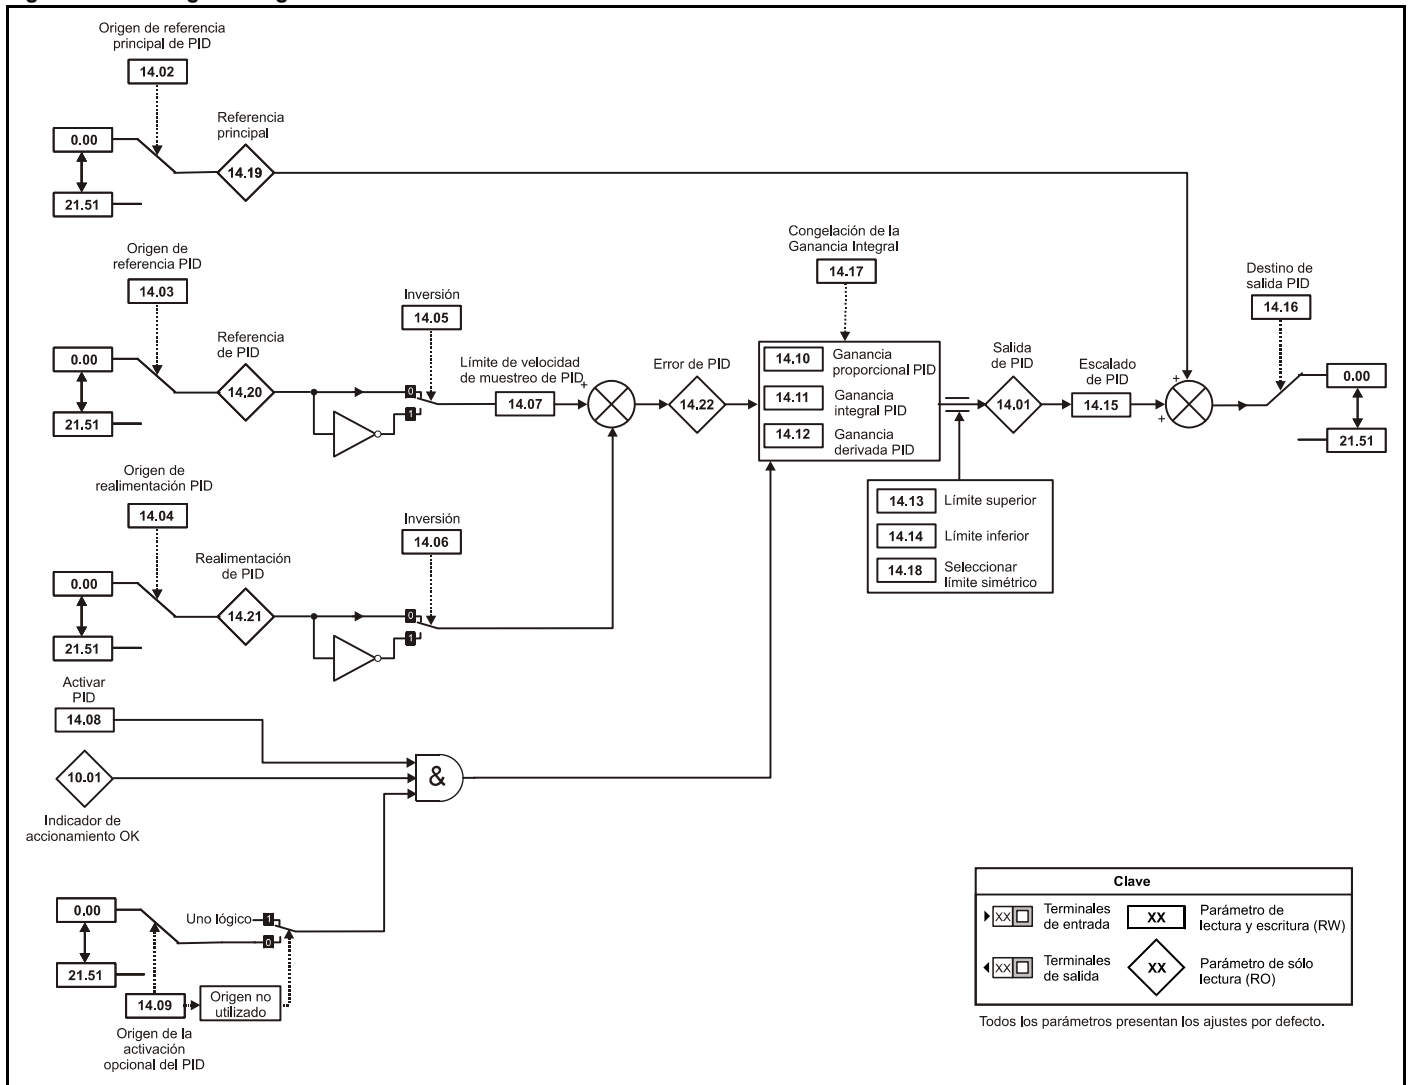 Origen de referencia
principal de PID
14.02
0.00
21.51
Referencia
principal
14.19
Origen de
referencia PID
14.03
0.00
21.51
Referencia
de PID
14.20
Inversión
14.05
0
1
Límite de velocidad
de muestreo de PID
14.07
+
Error de PID
14.22
Congelación de la
Ganancia Integral
14.17
14.10
Ganancia
proporcional PID
14.11
Ganancia
integral PID
14.12
Ganancia
derivada PID
Salida
de PID
14.01
Escalado
de PID
14.15
+
+
Destino de
salida PID
14.16
0.00
21.51
14.13 Límite superior
14.14 Límite inferior
14.18 Seleccionar
límite simétrico
Origen de
realimentación PID
14.04
0.00
21.51
Realimentación
de PID
14.21
Inversión
14.06
0
1
Activar
PID
14.08
10.01
Indicador de
accionamiento OK
&
0.00
21.51
Uno lógico
1
0
14.09
Origen no
utilizado
Origen de la
activación
opcional del PID
Clave
XX Terminales
de entrada
XX Parámetro de
lectura y escritura (RW)
XX Terminales
de salida
XX Parámetro de sólo
lectura (RO)
Todos los parámetros presentan los ajustes por defecto.